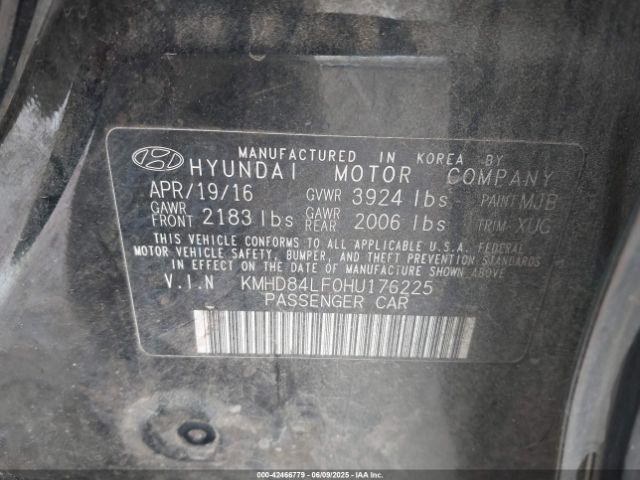 MANUFACTURED IN KOREA BY
HYUNDAI MOTOR COMPANY
APR/19/16 GVWR 3924 lbs PAINT MJB
GAWR FRONT 2183 lbs GAWR REAR 2006 lbs TRIM XUG
THIS VEHICLE CONFORMS TO ALL APPLICABLE U.S.A. FEDERAL
MOTOR VEHICLE SAFETY, BUMPER, AND THEFT PREVENTION
STANDARDS IN EFFECT ON THE DATE OF MANUFACTURE SHOWN ABOVE.
V.I.N KMHD84LF0HU176225
PASSENGER CAR
IAA - 42466779 | 06/09/2025 - IAAI.com